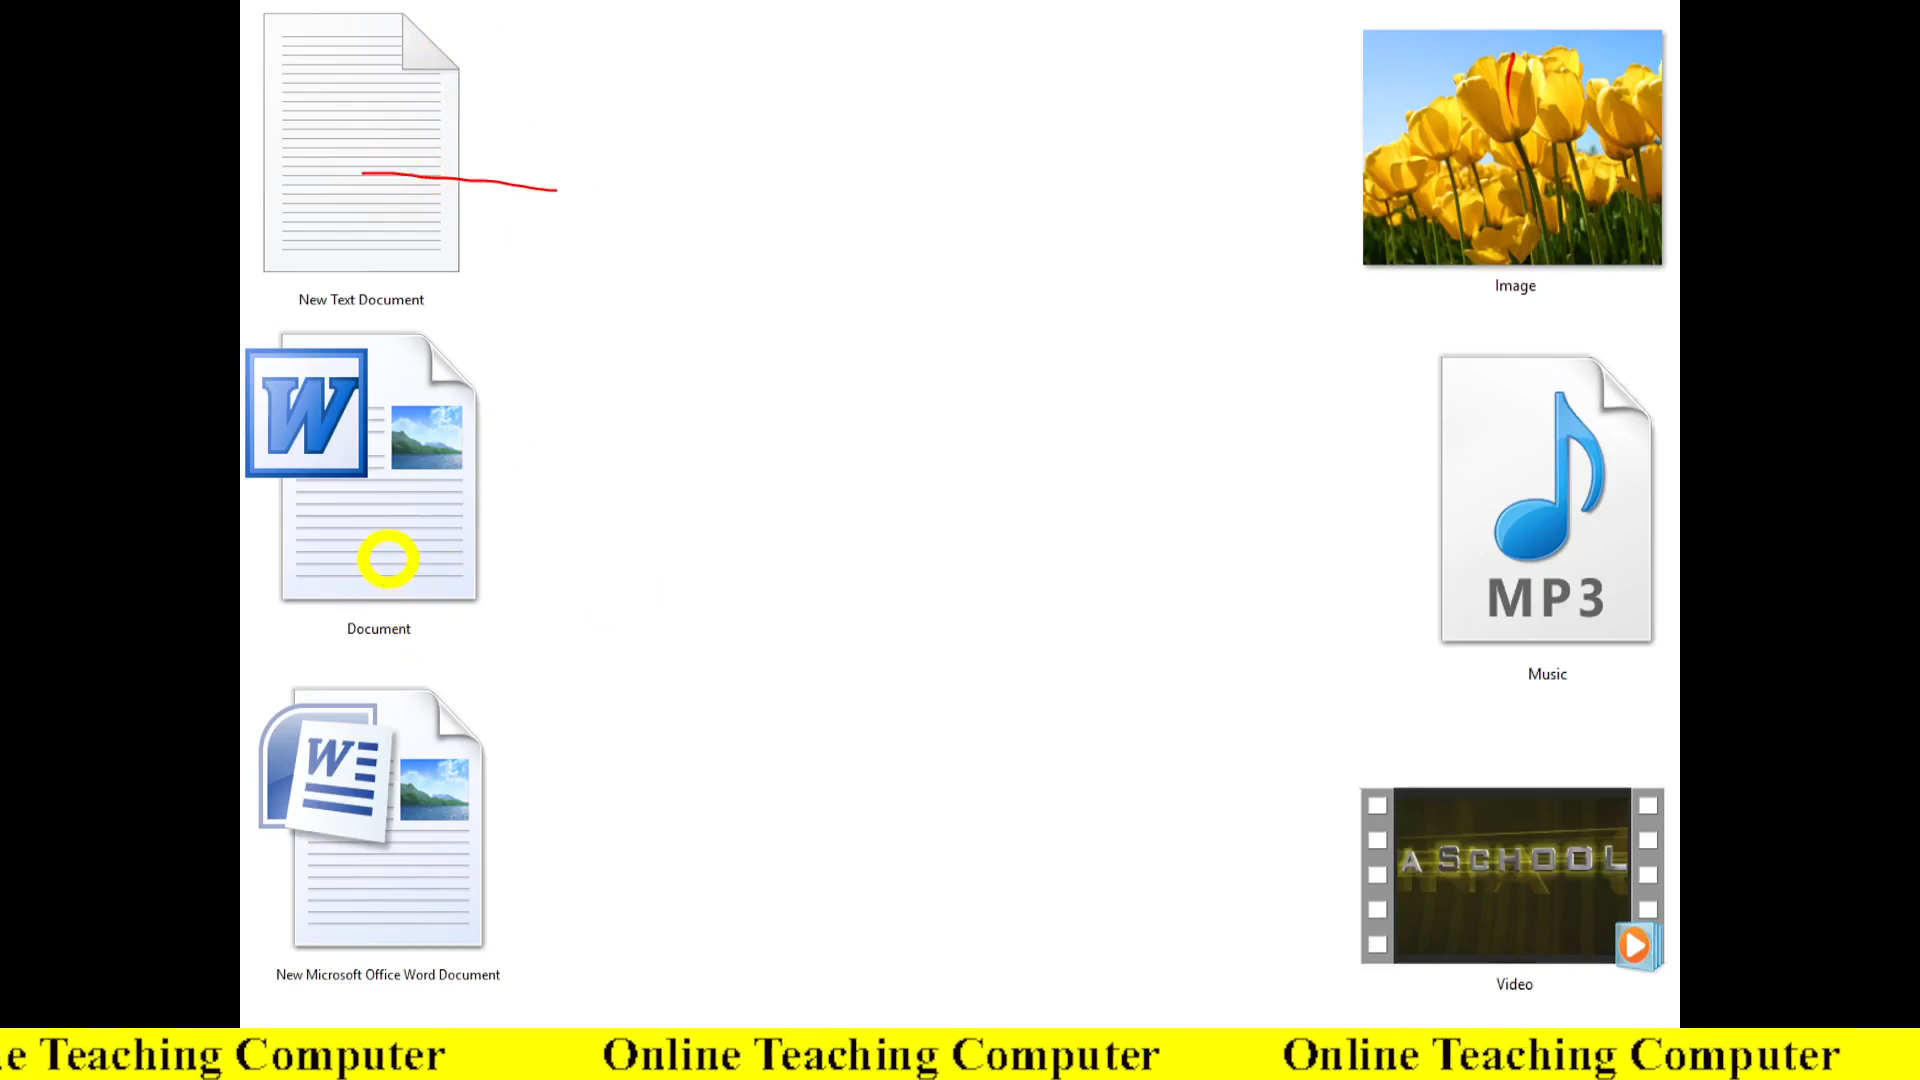 New Text Document
Image
W
Document
MP3
Music
W
New Microsoft Office Word Document
A SCHOOL
Video
e Teaching Computer Online Teaching Computer Online Teaching Computer